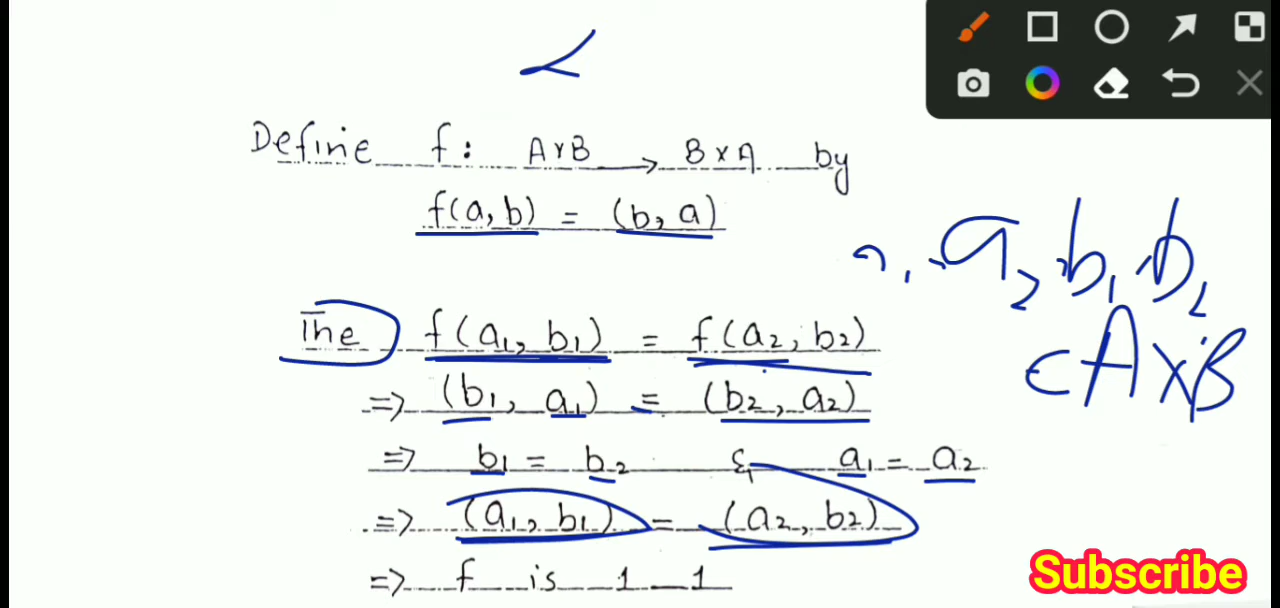 Define f: A×B → B×A by
f(a, b) = (b, a)
a₁, a₂, b₁, b₂
∈ A×B
The f(a₁, b₁) = f(a₂, b₂)
=> (b₁, a₁) = (b₂, a₂)
=> b₁ = b₂ & a₁ = a₂
=> (a₁, b₁) = (a₂, b₂)
=> f is 1-1
Subscribe